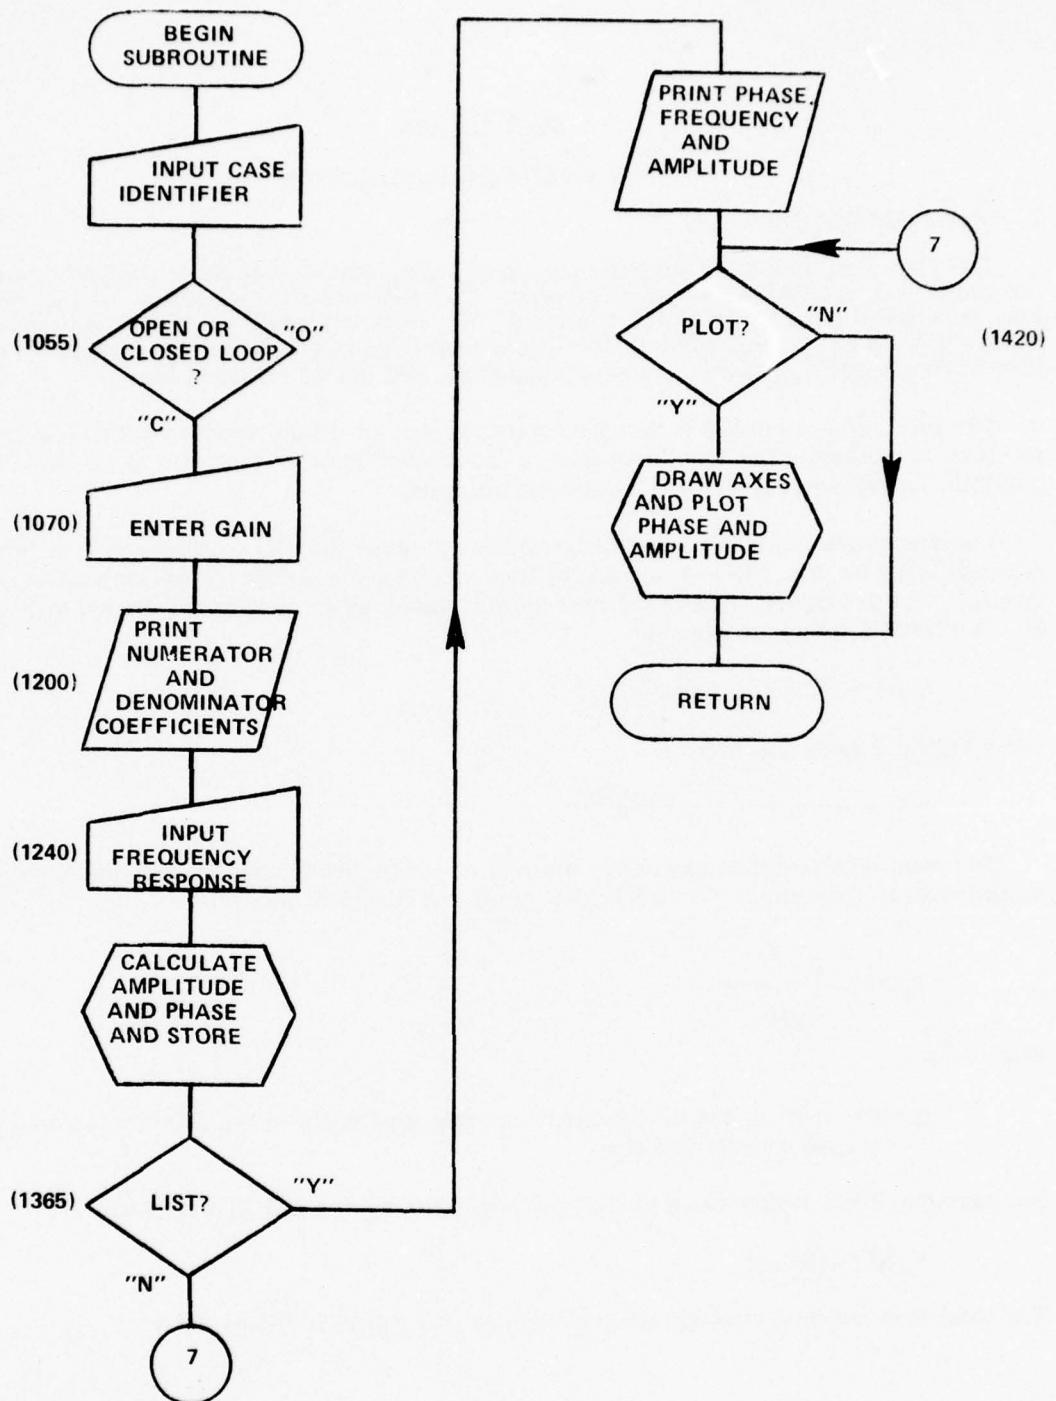 BEGIN
SUBROUTINE
INPUT CASE
IDENTIFIER
(1055)
OPEN OR
CLOSED LOOP
?
"O"
"C"
(1070)
ENTER GAIN
(1200)
PRINT
NUMERATOR
AND
DENOMINATOR
COEFFICIENTS
(1240)
INPUT
FREQUENCY
RESPONSE
CALCULATE
AMPLITUDE
AND PHASE
AND STORE
(1365)
LIST?
"Y"
"N"
7
PRINT PHASE,
FREQUENCY
AND
AMPLITUDE
7
PLOT?
"N"
(1420)
"Y"
DRAW AXES
AND PLOT
PHASE AND
AMPLITUDE
RETURN